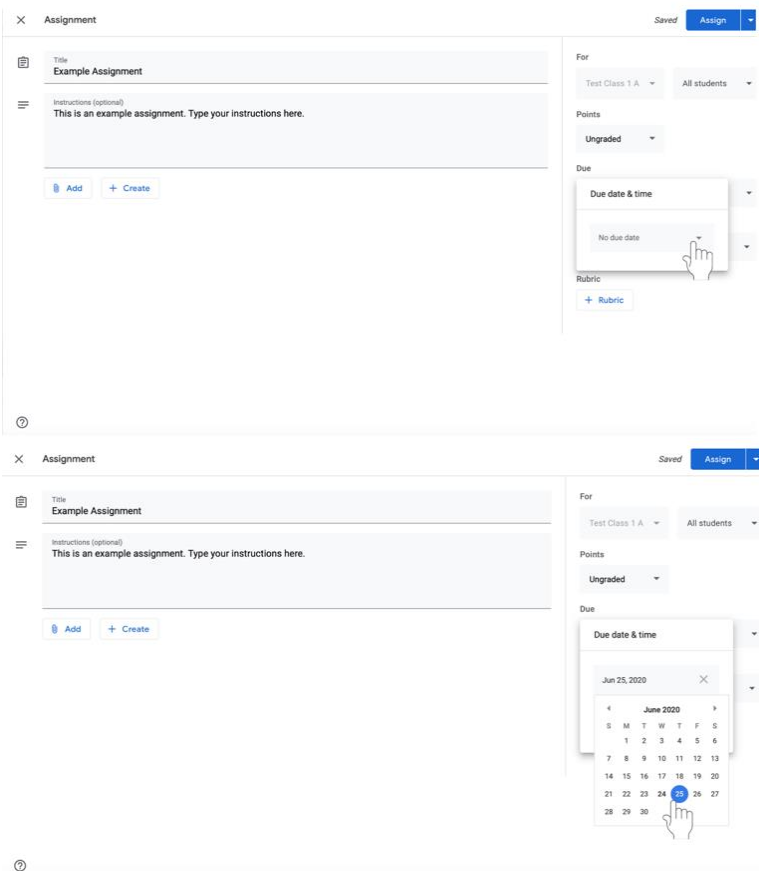 Assignment
Saved
Assign
Title
Example Assignment
Instructions (optional)
This is an example assignment. Type your instructions here.
Add
+ Create
For
Test Class 1 A
All students
Points
Ungraded
Due
Due date & time
No due date
Rubric
+ Rubric
Assignment
Saved
Assign
Title
Example Assignment
Instructions (optional)
This is an example assignment. Type your instructions here.
Add
+ Create
For
Test Class 1 A
All students
Points
Ungraded
Due
Due date & time
Jun 25, 2020
June 2020
S M T W T F S
1 2 3 4 5 6
7 8 9 10 11 12 13
14 15 16 17 18 19 20
21 22 23 24 25 26 27
28 29 30